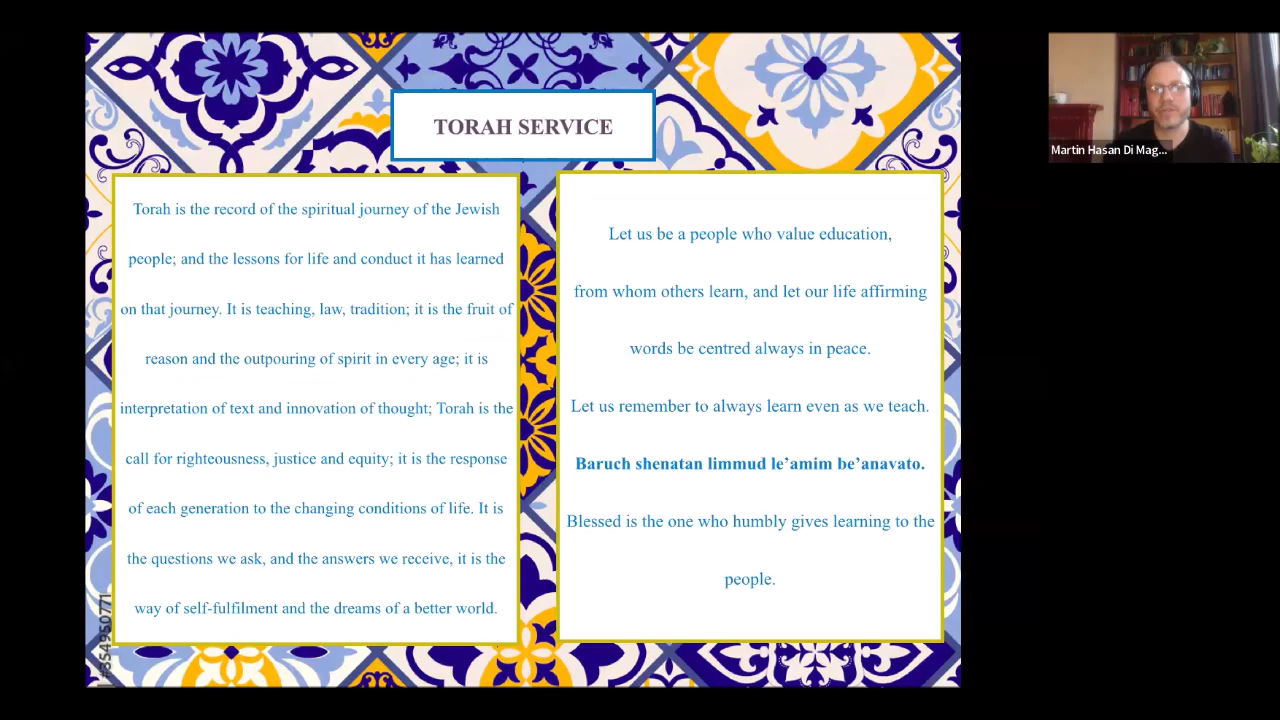 TORAH SERVICE
Torah is the record of the spiritual journey of the Jewish
people; and the lessons for life and conduct it has learned
on that journey. It is teaching, law, tradition; it is the fruit of
reason and the outpouring of spirit in every age; it is
interpretation of text and innovation of thought; Torah is the
call for righteousness, justice and equity; it is the response
of each generation to the changing conditions of life. It is
the questions we ask, and the answers we receive, it is the
way of self-fulfilment and the dreams of a better world.
Let us be a people who value education,
from whom others learn, and let our life affirming
words be centred always in peace.
Let us remember to always learn even as we teach.
Baruch shenatan limmud le’amim be’anavato.
Blessed is the one who humbly gives learning to the
people.
Martin Hasan Di Mag...
#354950771